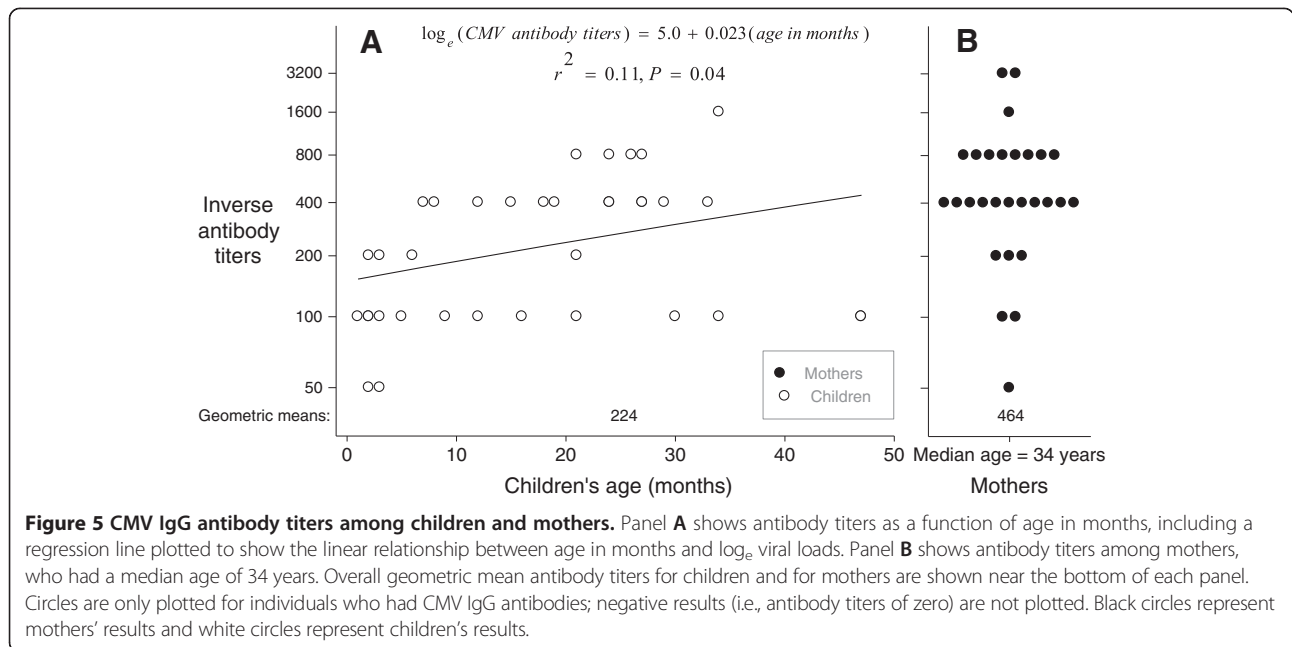 A
log_e (CMV antibody titers) = 5.0 + 0.023(age in months)
r^2 = 0.11, P = 0.04
B
3200
1600
800
400
200
100
50
Inverse
antibody
titers
Mothers
Children
Geometric means:
224
464
0 10 20 30 40 50
Median age = 34 years
Children's age (months)
Mothers
Figure 5 CMV IgG antibody titers among children and mothers. Panel A shows antibody titers as a function of age in months, including a
regression line plotted to show the linear relationship between age in months and log_e viral loads. Panel B shows antibody titers among mothers,
who had a median age of 34 years. Overall geometric mean antibody titers for children and for mothers are shown near the bottom of each panel.
Circles are only plotted for individuals who had CMV IgG antibodies; negative results (i.e., antibody titers of zero) are not plotted. Black circles represent
mothers' results and white circles represent children's results.